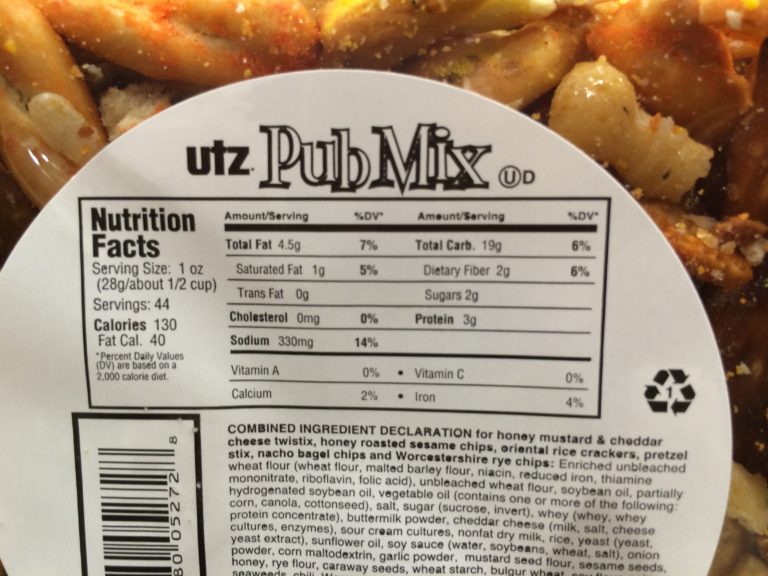 utz Pub Mix UD
Nutrition Facts
Serving Size: 1 oz
(28g/about 1/2 cup)
Servings: 44
Calories 130
Fat Cal. 40
*Percent Daily Values
(DV) are based on a
2,000 calorie diet.
Amount/Serving %DV* Amount/Serving %DV*
Total Fat 4.5g 7% Total Carb. 19g 6%
Saturated Fat 1g 5% Dietary Fiber 2g 6%
Trans Fat 0g Sugars 2g
Cholesterol 0mg 0% Protein 3g
Sodium 330mg 14%
Vitamin A 0% • Vitamin C 0%
Calcium 2% • Iron 4%
1
COMBINED INGREDIENT DECLARATION for honey mustard & cheddar
cheese twistix, honey roasted sesame chips, oriental rice crackers, pretzel
stix, nacho bagel chips and Worcestershire rye chips: Enriched unbleached
wheat flour (wheat flour, malted barley flour, niacin, reduced iron, thiamine
mononitrate, riboflavin, folic acid), unbleached wheat flour, soybean oil, partially
hydrogenated soybean oil, vegetable oil (contains one or more of the following:
corn, canola, cottonseed), salt, sugar (sucrose, invert), whey (whey, whey
protein concentrate), buttermilk powder, cheddar cheese (milk, salt, cheese
cultures, enzymes), sour cream cultures, nonfat dry milk, rice, yeast (yeast,
yeast extract), sunflower oil, soy sauce (water, soybeans, wheat, salt), onion
powder, corn maltodextrin, garlic powder, mustard seed flour, sesame seeds,
honey, rye flour, caraway seeds, wheat starch, bulgur wheat,
seaweeds, chili
80 05272 8